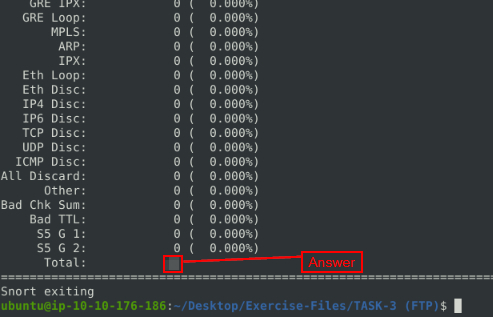 GRE IPX: 0 ( 0.000%)
GRE Loop: 0 ( 0.000%)
MPLS: 0 ( 0.000%)
ARP: 0 ( 0.000%)
IPX: 0 ( 0.000%)
Eth Loop: 0 ( 0.000%)
Eth Disc: 0 ( 0.000%)
IP4 Disc: 0 ( 0.000%)
IP6 Disc: 0 ( 0.000%)
TCP Disc: 0 ( 0.000%)
UDP Disc: 0 ( 0.000%)
ICMP Disc: 0 ( 0.000%)
All Discard: 0 ( 0.000%)
Other: 0 ( 0.000%)
Bad Chk Sum: 0 ( 0.000%)
Bad TTL: 0 ( 0.000%)
S5 G 1: 0 ( 0.000%)
S5 G 2: 0 ( 0.000%)
Total: Answer
===============================================================================
Snort exiting
ubuntu@ip-10-10-176-186:~/Desktop/Exercise-Files/TASK-3 (FTP)$